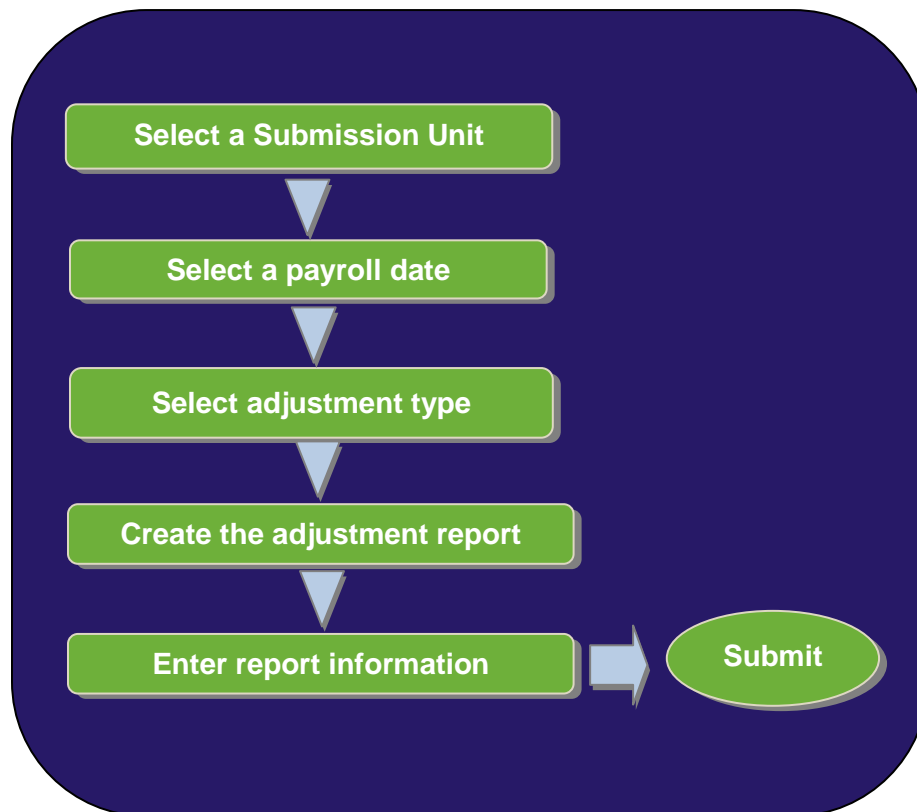 Select a Submission Unit
Select a payroll date
Select adjustment type
Create the adjustment report
Enter report information
Submit